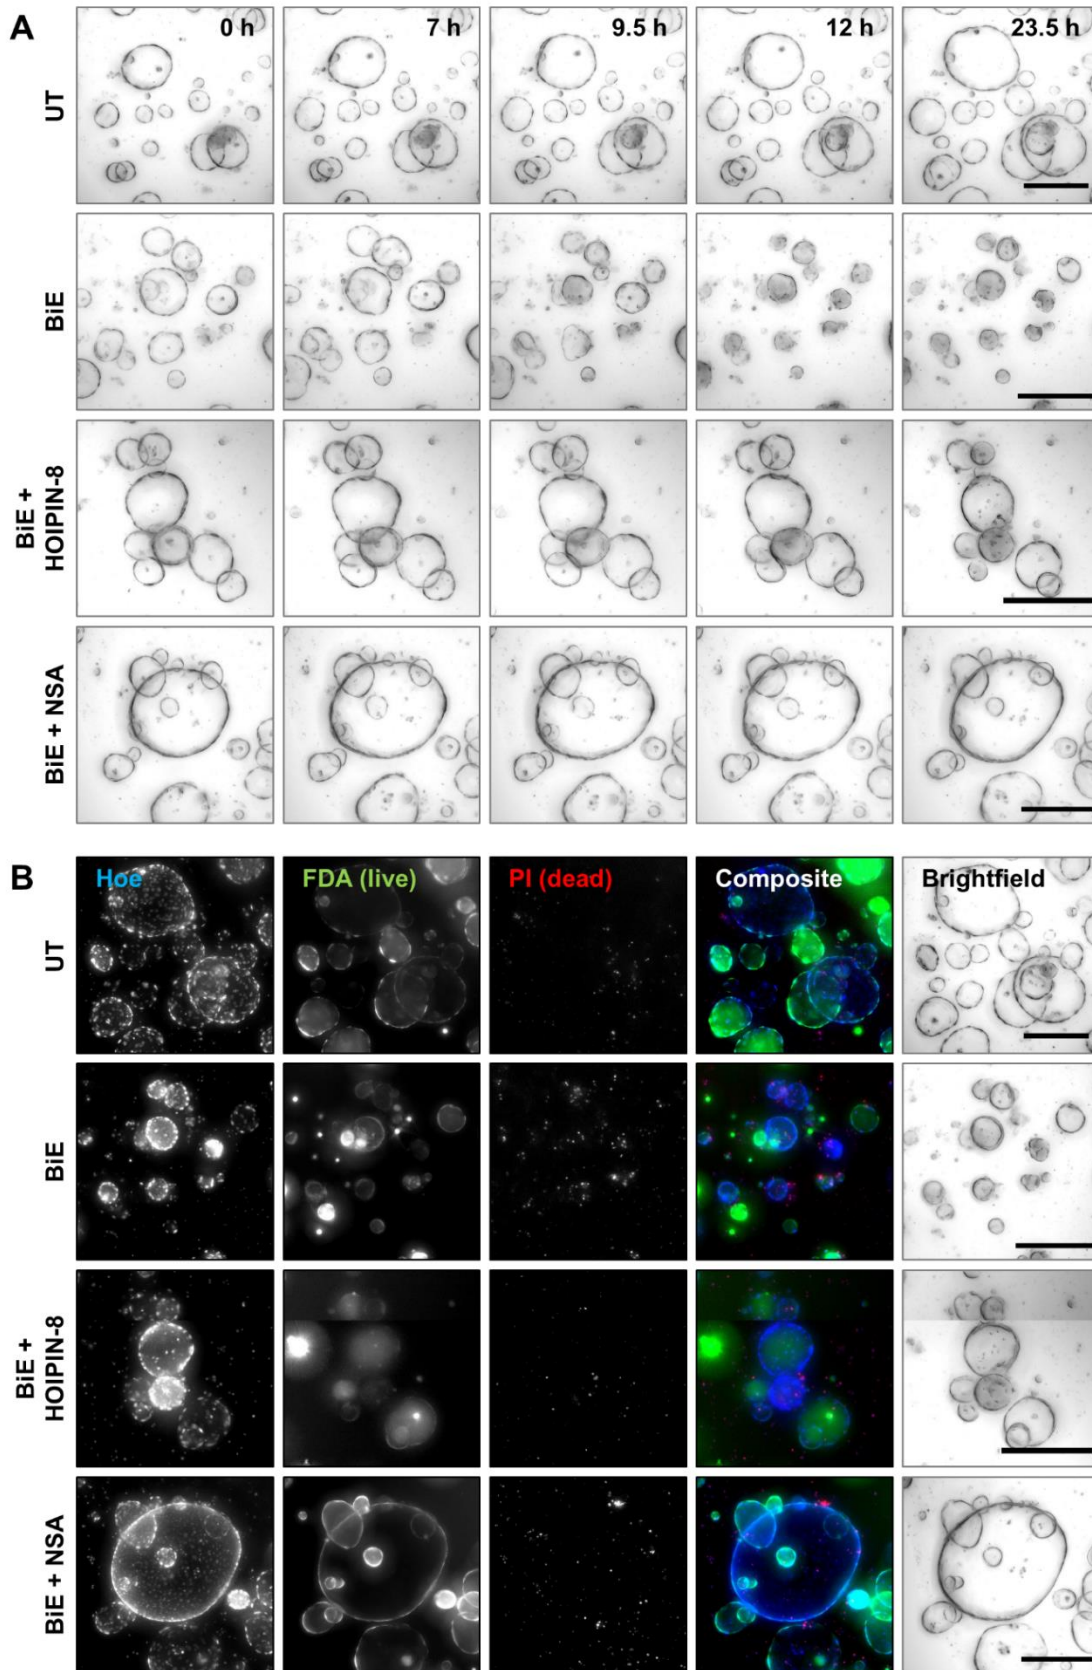 A
0 h 7 h 9.5 h 12 h 23.5 h
UT
BiE
BiE +
HOIPIN-8
BiE + NSA
B
Hoe FDA (live) PI (dead) Composite Brightfield
UT
BiE
BiE +
HOIPIN-8
BiE + NSA